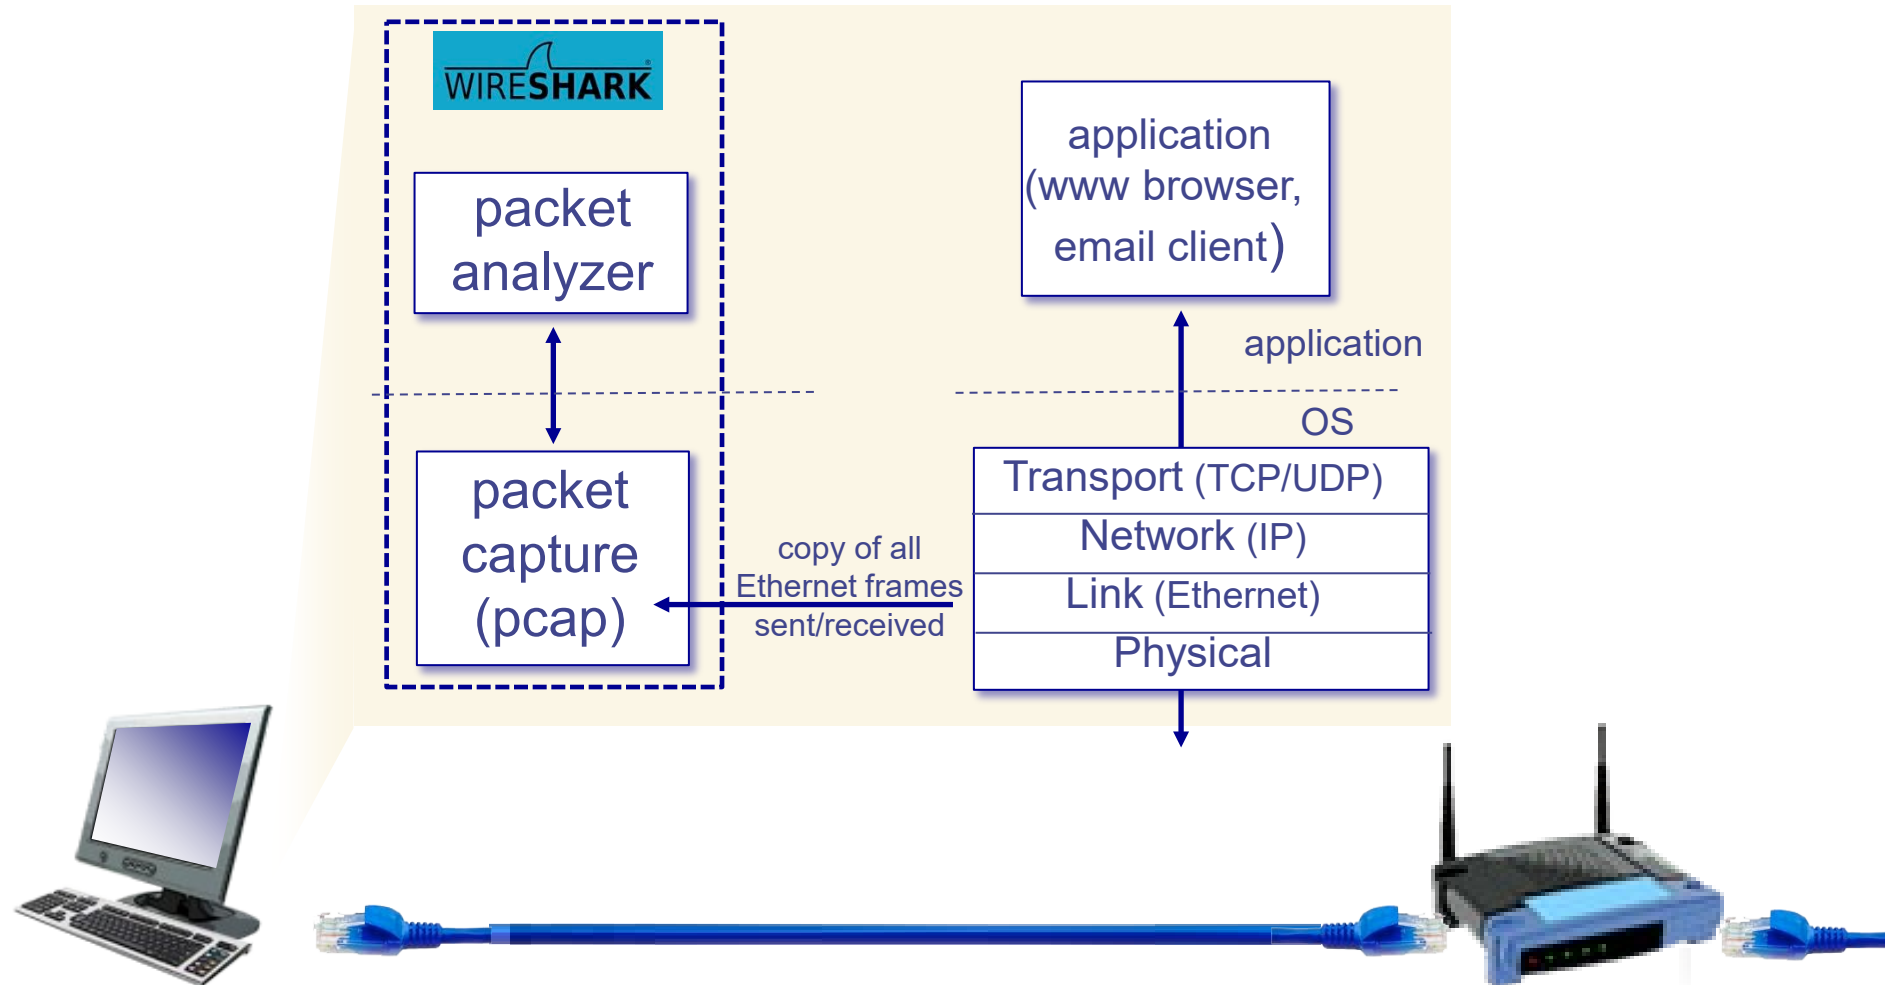 WIRESHARK
packet
analyzer
packet
capture
(pcap)
copy of all
Ethernet frames
sent/received
application
(www browser,
email client)
application
OS
Transport (TCP/UDP)
Network (IP)
Link (Ethernet)
Physical